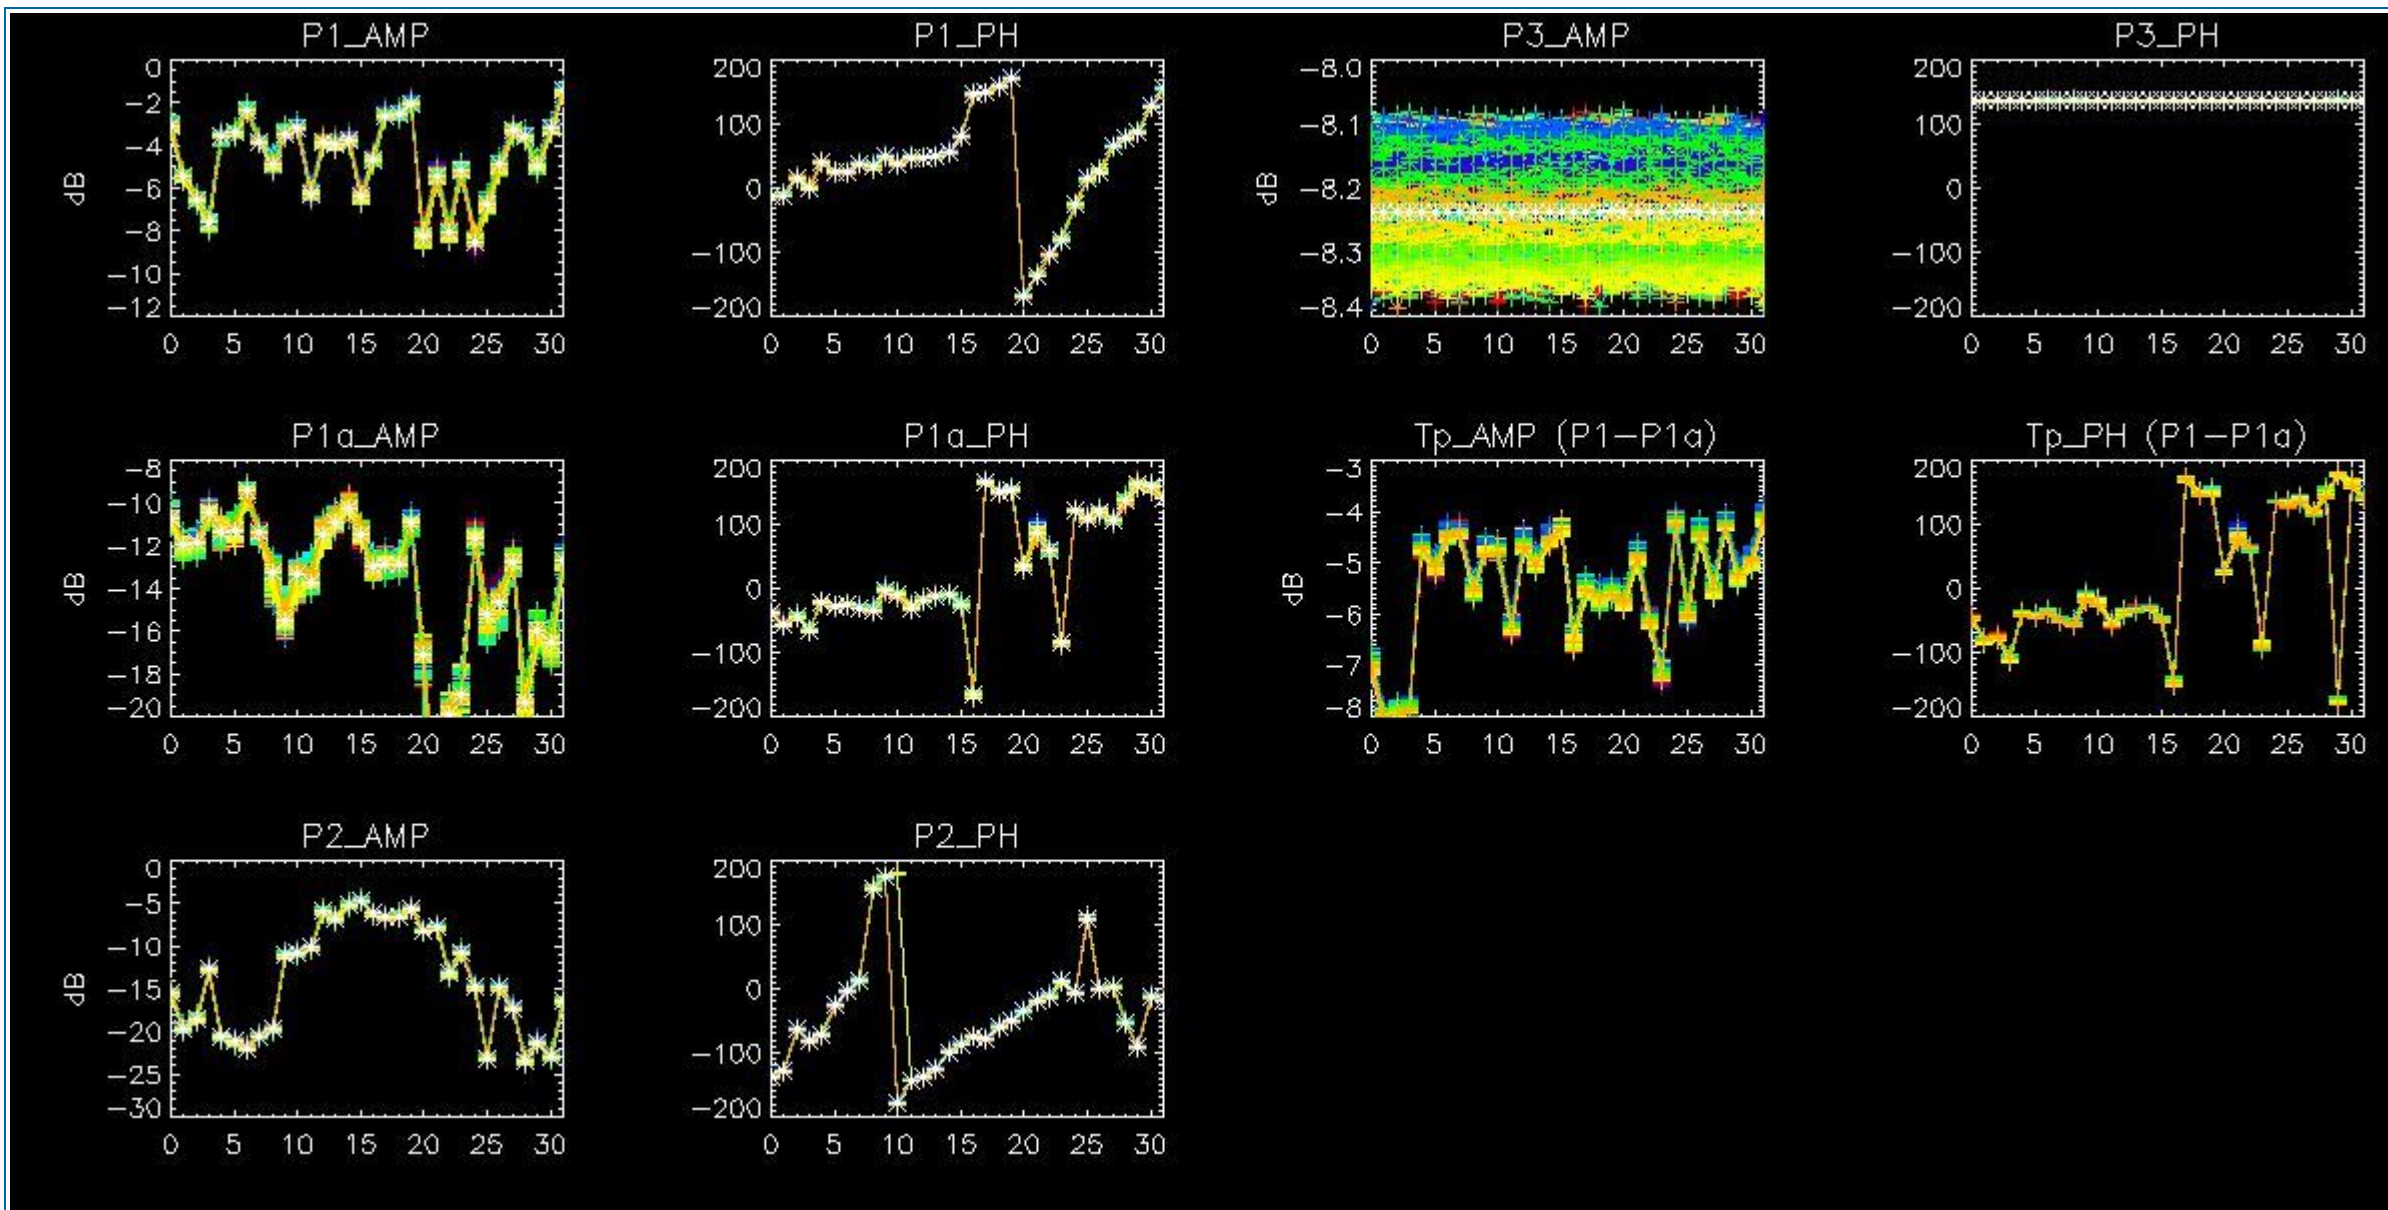 P1_AMP
0
−2
−4
−6
−8
−10
−12
dB
0 5 10 15 20 25 30
P1_PH
200
100
0
−100
−200
0 5 10 15 20 25 30
P3_AMP
−8.0
−8.1
−8.2
−8.3
−8.4
dB
0 5 10 15 20 25 30
P3_PH
200
100
0
−100
−200
0 5 10 15 20 25 30
P1a_AMP
−8
−10
−12
−14
−16
−18
−20
dB
0 5 10 15 20 25 30
P1a_PH
200
100
0
−100
−200
0 5 10 15 20 25 30
Tp_AMP (P1−P1a)
−3
−4
−5
−6
−7
−8
dB
0 5 10 15 20 25 30
Tp_PH (P1−P1a)
200
100
0
−100
−200
0 5 10 15 20 25 30
P2_AMP
0
−5
−10
−15
−20
−25
−30
dB
0 5 10 15 20 25 30
P2_PH
200
100
0
−100
−200
0 5 10 15 20 25 30